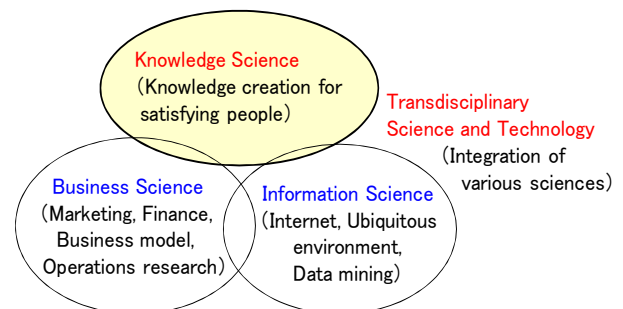 Knowledge Science
(Knowledge creation for
satisfying people)
Transdisciplinary
Science and Technology
(Integration of
various sciences)
Business Science
(Marketing, Finance,
Business model,
Operations research)
Information Science
(Internet, Ubiquitous
environment,
Data mining)